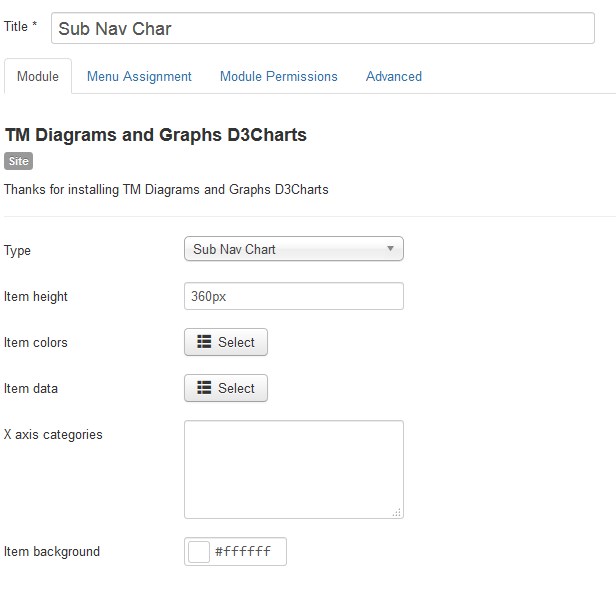 Title * Sub Nav Char
Module Menu Assignment Module Permissions Advanced
TM Diagrams and Graphs D3Charts
Site
Thanks for installing TM Diagrams and Graphs D3Charts
Type Sub Nav Chart
Item height 360px
Item colors Select
Item data Select
X axis categories
Item background #ffffff